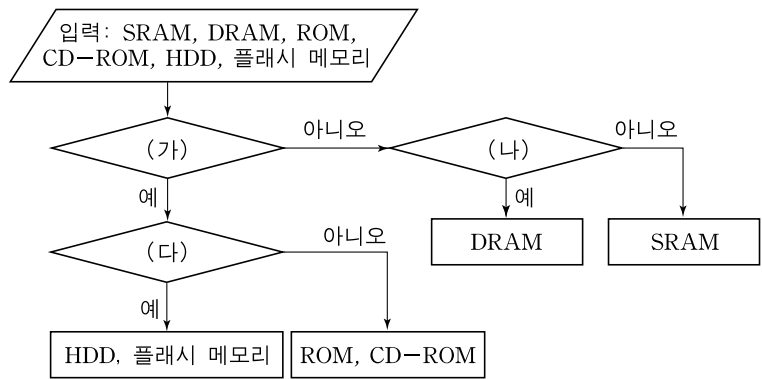 입력: SRAM, DRAM, ROM,
CD-ROM, HDD, 플래시 메모리
(가)
아니오
(나)
아니오
예
예
DRAM
SRAM
(다)
아니오
예
HDD, 플래시 메모리
ROM, CD-ROM